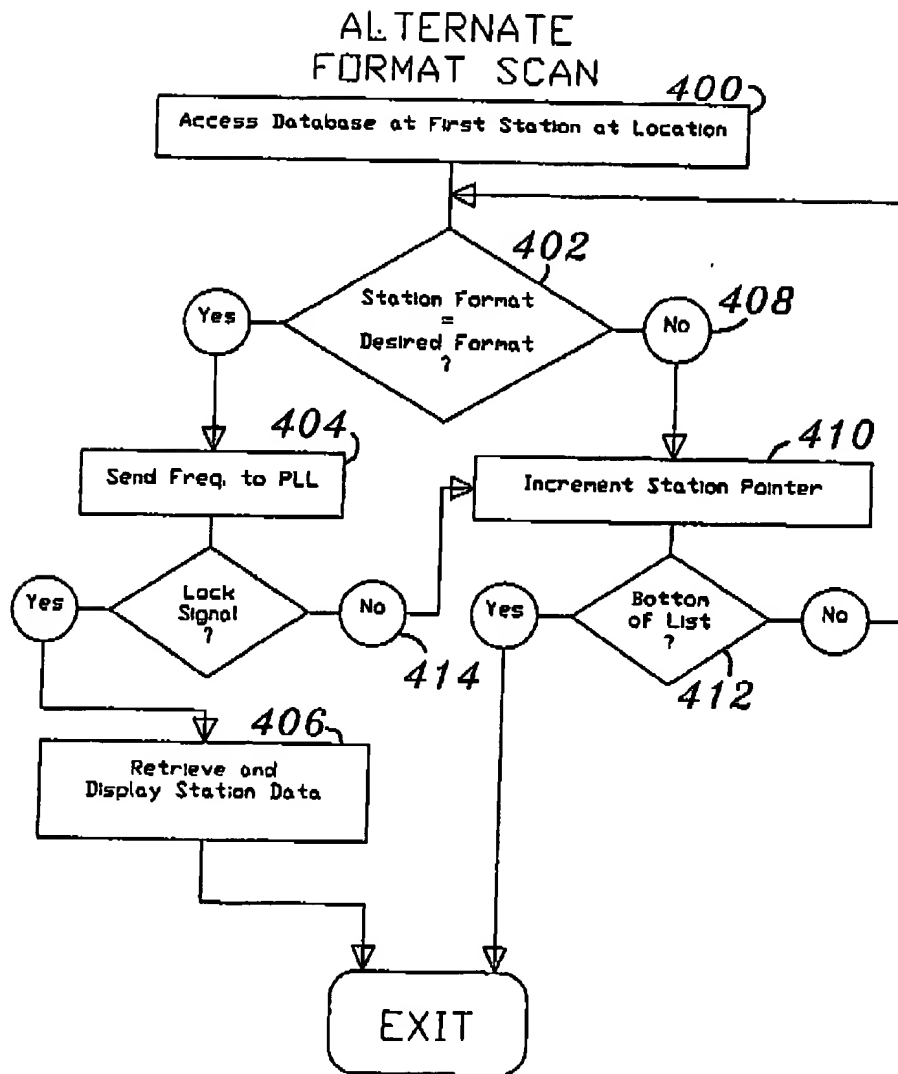 ALTERNATE
FORMAT SCAN
400
Access Database at First Station at Location
402
Station Format
=
Desired Format
?
Yes
No
408
404
Send Freq. to PLL
410
Increment Station Pointer
Yes
Lock
Signal
?
No
414
Yes
Bottom
of List
?
No
412
406
Retrieve and
Display Station Data
EXIT